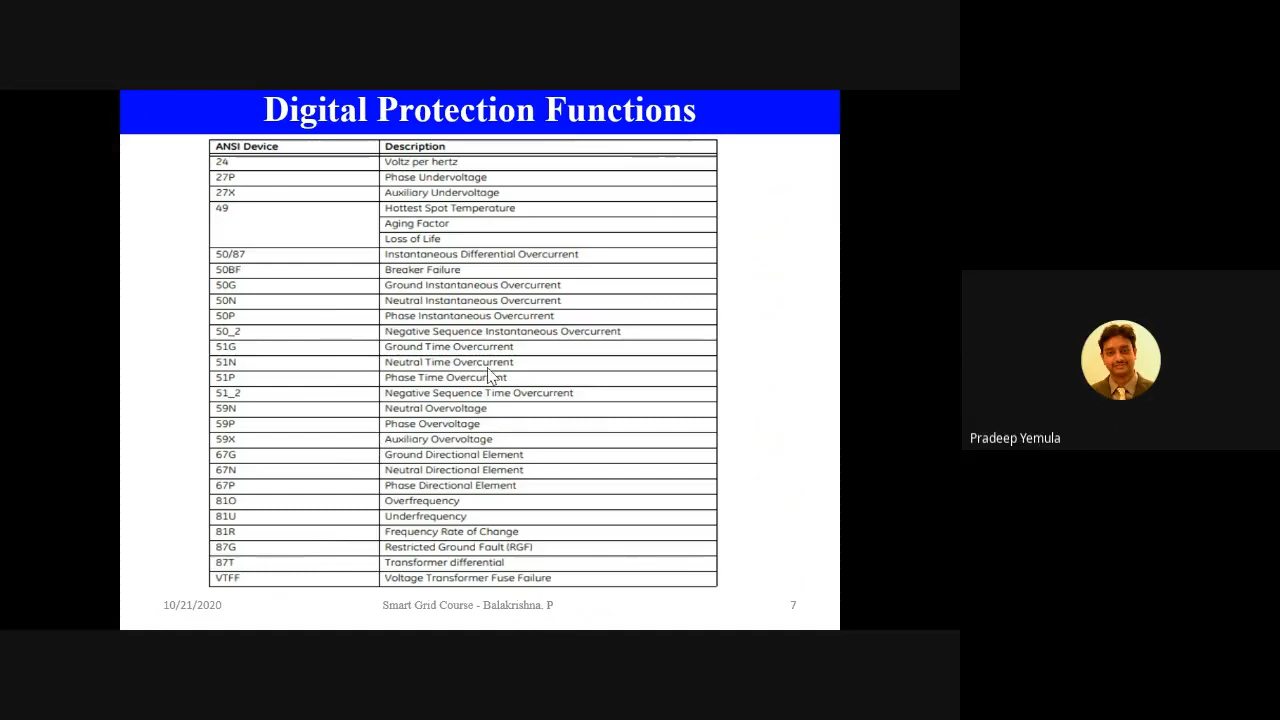 Digital Protection Functions
ANSI Device Description
24 Voltz per hertz
27P Phase Undervoltage
27X Auxiliary Undervoltage
49 Hottest Spot Temperature
Aging Factor
Loss of Life
50/87 Instantaneous Differential Overcurrent
50BF Breaker Failure
50G Ground Instantaneous Overcurrent
50N Neutral Instantaneous Overcurrent
50P Phase Instantaneous Overcurrent
50_2 Negative Sequence Instantaneous Overcurrent
51G Ground Time Overcurrent
51N Neutral Time Overcurrent
51P Phase Time Overcurrent
51_2 Negative Sequence Time Overcurrent
59N Neutral Overvoltage
59P Phase Overvoltage
59X Auxiliary Overvoltage
67G Ground Directional Element
67N Neutral Directional Element
67P Phase Directional Element
81O Overfrequency
81U Underfrequency
81R Frequency Rate of Change
87G Restricted Ground Fault (RGF)
87T Transformer differential
VTFF Voltage Transformer Fuse Failure
10/21/2020 Smart Grid Course - Balakrishna, P 7
Pradeep Yemula